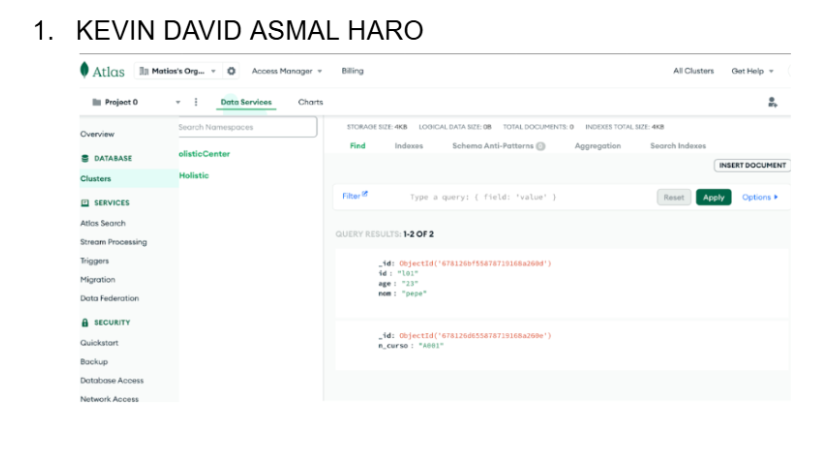 1. KEVIN DAVID ASMAL HARO
Atlas Matias's Org... Access Manager Billing All Clusters Get Help
Project 0 Data Services Charts
Overview
DATABASE
Clusters
SERVICES
Atlas Search
Stream Processing
Triggers
Migration
Data Federation
SECURITY
Quickstart
Backup
Database Access
Network Access
Search Namespaces
olisticCenter
Holistic
STORAGE SIZE: 4KB LOGICAL DATA SIZE: 0B TOTAL DOCUMENTS: 0 INDEXES TOTAL SIZE: 4KB
Find Indexes Schema Anti-Patterns Aggregation Search Indexes
INSERT DOCUMENT
Filter Type a query: { field: 'value' } Reset Apply Options
QUERY RESULTS: 1-2 OF 2
_id: ObjectId('678126bf55878719168a260d')
id : "l01"
age : "23"
nom : "pepe"
_id: ObjectId('678126d655878719168a260e')
n_curso : "A001"